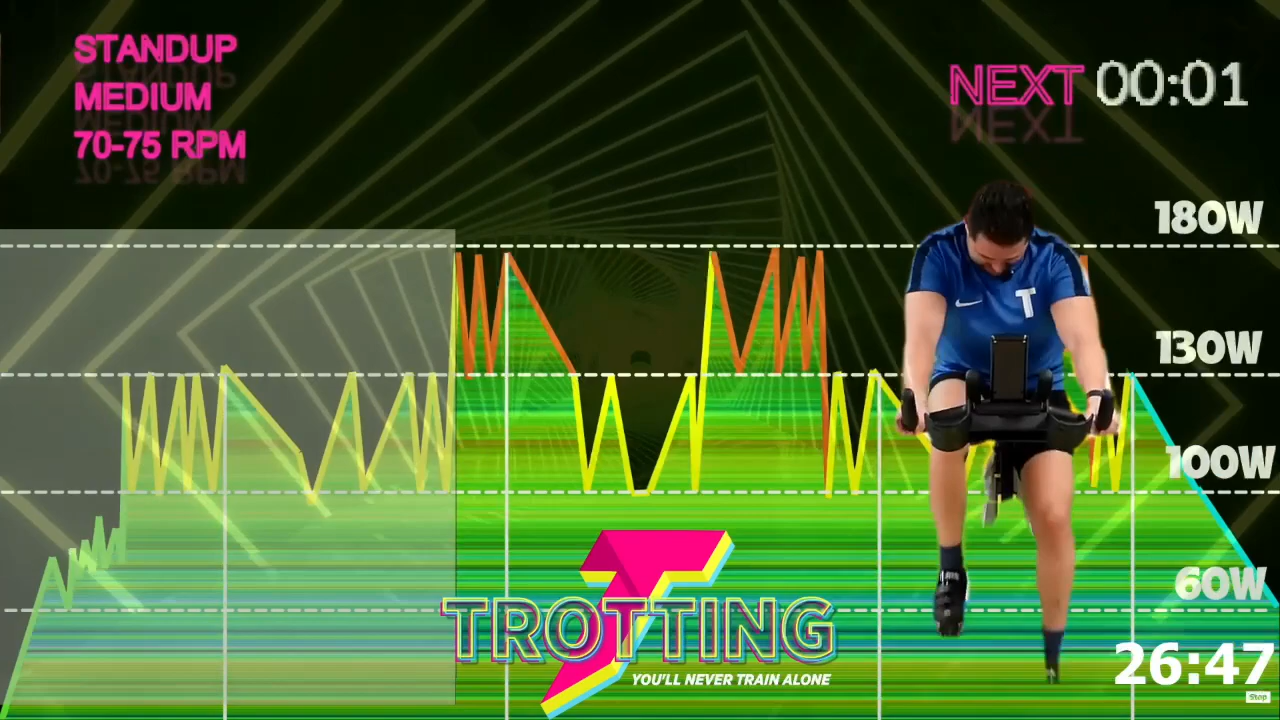 STANDUP
MEDIUM
70-75 RPM
NEXT 00:01
180W
130W
100W
60W
T
TROTTING
YOU'LL NEVER TRAIN ALONE
26:47
Stop